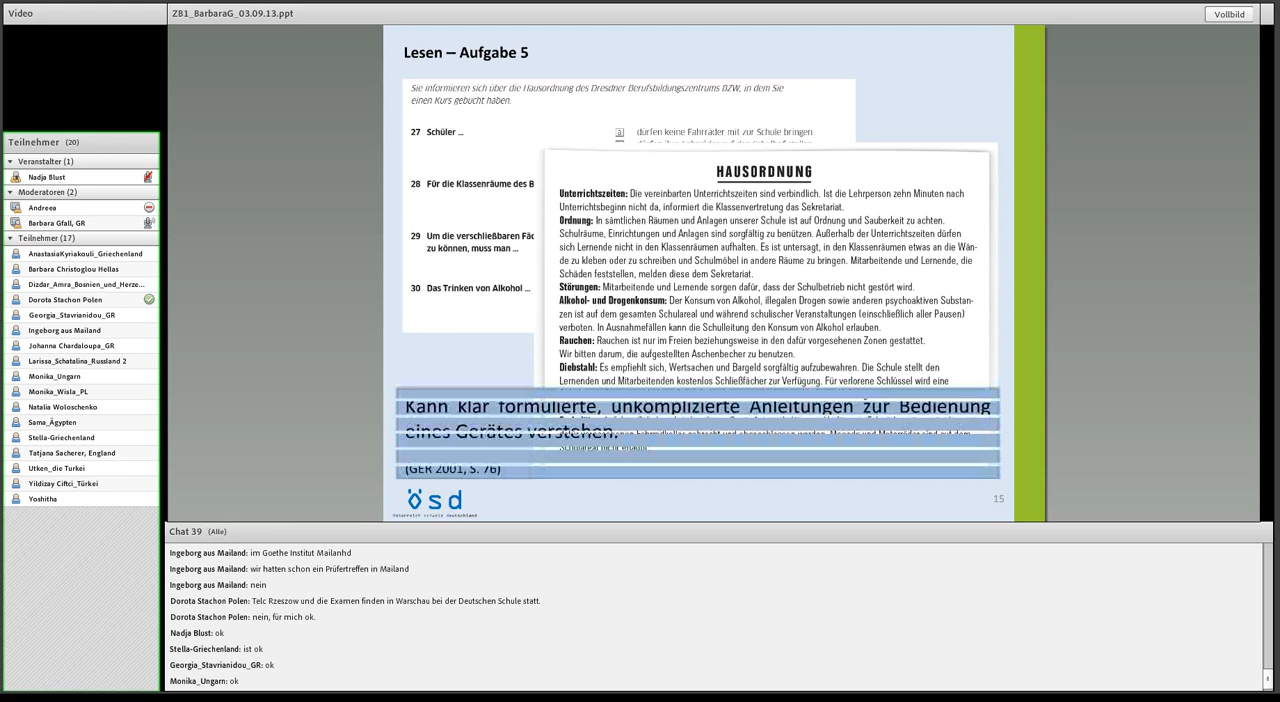 Video
ZB1_BarbaraG_03.09.13.ppt
Vollbild
Teilnehmer (20)
Veranstalter (1)
Nadja Blust
Moderatoren (2)
Andreea
Barbara Gfall, GR
Teilnehmer (17)
AnastasiaKyriakouli_Griechenland
Barbara Christoglou Hellas
Dizdar_Amra_Bosnien_und_Herze...
Dorota Stachon Polen
Georgia_Stavrianidou_GR
Ingeborg aus Mailand
Johanna Chardaloupa_GR
Larissa_Schatalina_Russland 2
Monika_Ungarn
Monika_Wisla_PL
Natalia Woloschenko
Sama_Ägypten
Stella-Griechenland
Tatjana Sacherer, England
Utken_die Turkei
Yildizay Ciftci_Türkei
Yoshitha
Lesen – Aufgabe 5
Sie informieren sich über die Hausordnung des Dresdner Berufsbildungszentrums BZW, in dem Sie
einen Kurs gebucht haben.
27 Schüler ...
a dürfen keine Fahrräder mit zur Schule bringen
28 Für die Klassenräume des B
29 Um die verschließbaren Fäc
zu können, muss man ...
30 Das Trinken von Alkohol ...
HAUSORDNUNG
Unterrichtszeiten: Die vereinbarten Unterrichtszeiten sind verbindlich. Ist die Lehrperson zehn Minuten nach
Unterrichtsbeginn nicht da, informiert die Klassenvertretung das Sekretariat.
Ordnung: In sämtlichen Räumen und Anlagen unserer Schule ist auf Ordnung und Sauberkeit zu achten.
Schulräume, Einrichtungen und Anlagen sind sorgfältig zu benützen. Außerhalb der Unterrichtszeiten dürfen
sich Lernende nicht in den Klassenräumen aufhalten. Es ist untersagt, in den Klassenräumen etwas an die Wän-
de zu kleben oder zu schreiben und Schulmöbel in andere Räume zu bringen. Mitarbeitende und Lernende, die
Schäden feststellen, melden diese dem Sekretariat.
Störungen: Mitarbeitende und Lernende sorgen dafür, dass der Schulbetrieb nicht gestört wird.
Alkohol- und Drogenkonsum: Der Konsum von Alkohol, illegalen Drogen sowie anderen psychoaktiven Substan-
zen ist auf dem gesamten Schulareal und während schulischer Veranstaltungen (einschließlich aller Pausen)
verboten. In Ausnahmefällen kann die Schulleitung den Konsum von Alkohol erlauben.
Rauchen: Rauchen ist nur im Freien beziehungsweise in den dafür vorgesehenen Zonen gestattet.
Wir bitten darum, die aufgestellten Aschenbecher zu benutzen.
Diebstahl: Es empfiehlt sich, Wertsachen und Bargeld sorgfältig aufzubewahren. Die Schule stellt den
Lernenden und Mitarbeitenden kostenlos Schließfächer zur Verfügung. Für verlorene Schlüssel wird eine
Kann klar formulierte, unkomplizierte Anleitungen zur Bedienung
eines Gerätes verstehen.
(GER 2001, S. 76)
ösd
österreich schweiz deutschland
15
Chat 39 (Alle)
Ingeborg aus Mailand: im Goethe Institut Mailanhd
Ingeborg aus Mailand: wir hatten schon ein Prüfertreffen in Mailand
Ingeborg aus Mailand: nein
Dorota Stachon Polen: Telc Rzeszow und die Examen finden in Warschau bei der Deutschen Schule statt.
Dorota Stachon Polen: nein, für mich ok.
Nadja Blust: ok
Stella-Griechenland: ist ok
Georgia_Stavrianidou_GR: ok
Monika_Ungarn: ok